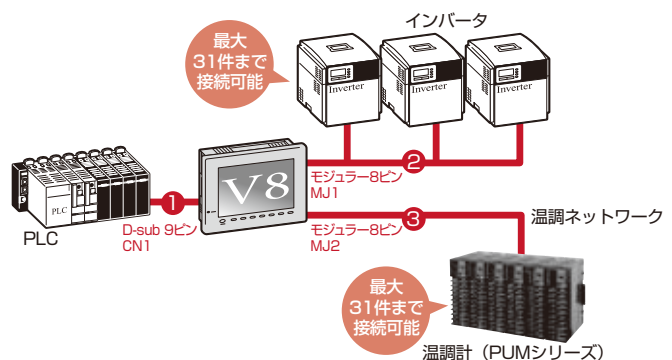 インバータ
最大
31件まで
接続可能
Inverter
Inverter
Inverter
2
モジュラー8ピン
MJ1
PLC
V8
1
PLC
D-sub 9ピン
CN1
モジュラー8ピン
MJ2
3
温調ネットワーク
最大
31件まで
接続可能
温調計（PUMシリーズ）